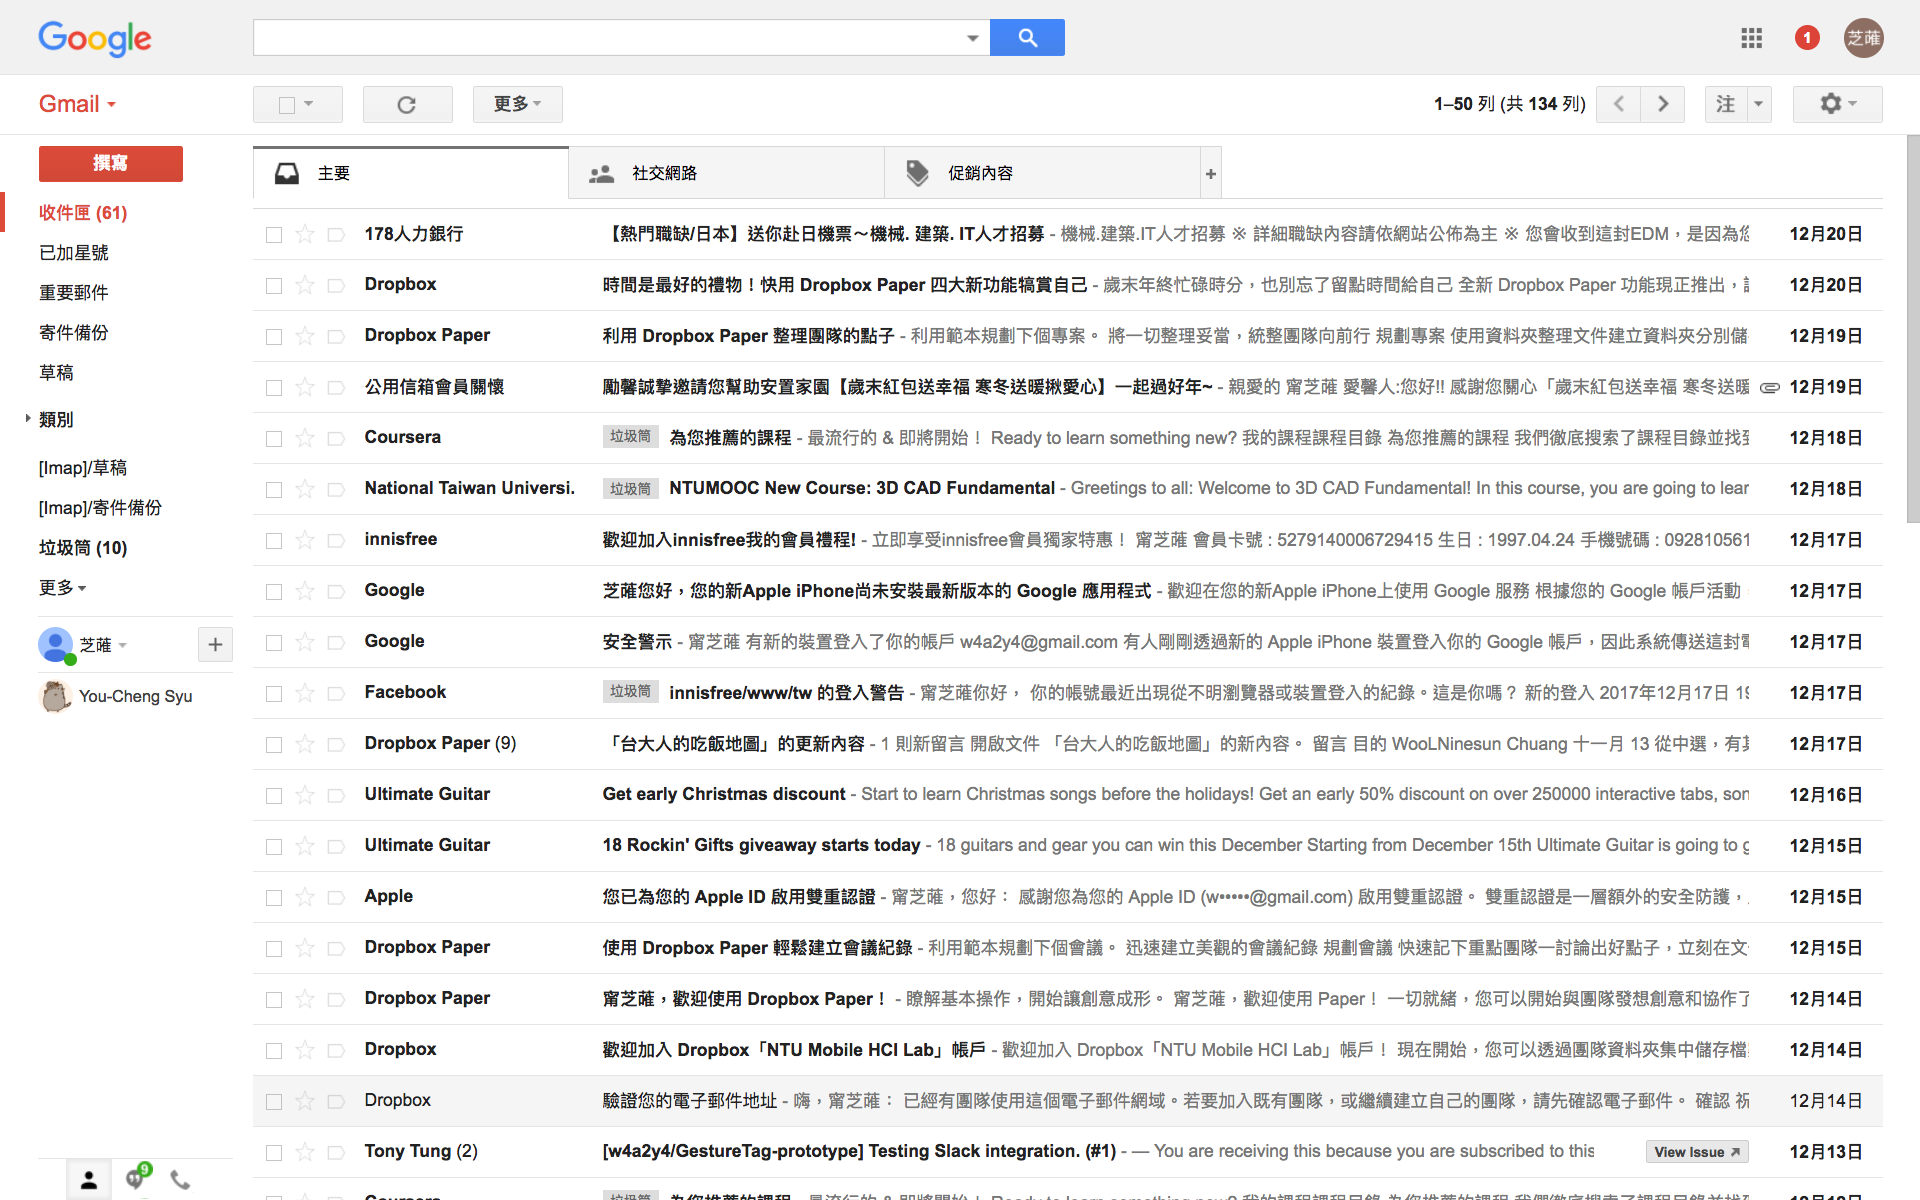 Google
1
芝蘿
Gmail
更多
1–50 列 (共 134 列)
注
撰寫
收件匣 (61)
已加星號
重要郵件
寄件備份
草稿
類別
[Imap]/草稿
[Imap]/寄件備份
垃圾筒 (10)
更多
芝蘿
+
You-Cheng Syu
9
主要
社交網路
促銷內容
+
178人力銀行 【熱門職缺/日本】送你赴日機票～機械. 建築. IT人才招募 - 機械.建築.IT人才招募 ※ 詳細職缺內容請依網站公佈為主 ※ 您會收到這封EDM，是因為您 12月20日
Dropbox 時間是最好的禮物！快用 Dropbox Paper 四大新功能犒賞自己 - 歲末年終忙碌時分，也別忘了留點時間給自己 全新 Dropbox Paper 功能現正推出， 12月20日
Dropbox Paper 利用 Dropbox Paper 整理團隊的點子 - 利用範本規劃下個專案。 將一切整理妥當，統整團隊向前行 規劃專案 使用資料夾整理文件建立資料夾分別儲 12月19日
公用信箱會員關懷 勵馨誠摯邀請您幫助安置家園【歲末紅包送幸福 寒冬送暖揪愛心】一起過好年~ - 親愛的 甯芝蘿 愛馨人:您好!! 感謝您關心「歲末紅包送幸福 寒冬送暖 12月19日
Coursera 垃圾筒 為您推薦的課程 - 最流行的 & 即將開始！ Ready to learn something new? 我的課程課程目錄 為您推薦的課程 我們徹底搜索了課程目錄並找到 12月18日
National Taiwan Universi. 垃圾筒 NTUMOOC New Course: 3D CAD Fundamental - Greetings to all: Welcome to 3D CAD Fundamental! In this course, you are going to lear 12月18日
innisfree 歡迎加入innisfree我的會員禮程! - 立即享受innisfree會員獨家特惠！ 甯芝蘿 會員卡號 : 5279140006729415 生日 : 1997.04.24 手機號碼 : 092810561 12月17日
Google 芝蘿您好，您的新Apple iPhone尚未安裝最新版本的 Google 應用程式 - 歡迎在您的新Apple iPhone上使用 Google 服務 根據您的 Google 帳戶活動 12月17日
Google 安全警示 - 甯芝蘿 有新的裝置登入了你的帳戶 w4a2y4@gmail.com 有人剛剛透過新的 Apple iPhone 裝置登入你的 Google 帳戶，因此系統傳送這封電 12月17日
Facebook 垃圾筒 innisfree/www/tw 的登入警告 - 甯芝蘿你好， 你的帳號最近出現從不明瀏覽器或裝置登入的紀錄。這是你嗎？ 新的登入 2017年12月17日 19 12月17日
Dropbox Paper (9) 「台大人的吃飯地圖」的更新內容 - 1 則新留言 開啟文件 「台大人的吃飯地圖」的新內容。 留言 目的 WooLNinesun Chuang 十一月 13 從中選，有其 12月17日
Ultimate Guitar Get early Christmas discount - Start to learn Christmas songs before the holidays! Get an early 50% discount on over 250000 interactive tabs, son 12月16日
Ultimate Guitar 18 Rockin' Gifts giveaway starts today - 18 guitars and gear you can win this December Starting from December 15th Ultimate Guitar is going to g 12月15日
Apple 您已為您的 Apple ID 啟用雙重認證 - 甯芝蘿，您好： 感謝您為您的 Apple ID (w•••••@gmail.com) 啟用雙重認證。 雙重認證是一層額外的安全防護， 12月15日
Dropbox Paper 使用 Dropbox Paper 輕鬆建立會議紀錄 - 利用範本規劃下個會議。 迅速建立美觀的會議紀錄 規劃會議 快速記下重點團隊一討論出好點子，立刻在文 12月15日
Dropbox Paper 甯芝蘿，歡迎使用 Dropbox Paper！ - 瞭解基本操作，開始讓創意成形。 甯芝蘿，歡迎使用 Paper！ 一切就緒，您可以開始與團隊發想創意和協作了 12月14日
Dropbox 歡迎加入 Dropbox「NTU Mobile HCI Lab」帳戶 - 歡迎加入 Dropbox「NTU Mobile HCI Lab」帳戶！ 現在開始，您可以透過團隊資料夾集中儲存檔 12月14日
Dropbox 驗證您的電子郵件地址 - 嗨，甯芝蘿： 已經有團隊使用這個電子郵件網域。若要加入既有團隊，或繼續建立自己的團隊，請先確認電子郵件。 確認 祝 12月14日
Tony Tung (2) [w4a2y4/GestureTag-prototype] Testing Slack integration. (#1) - — You are receiving this because you are subscribed to this View Issue 12月13日